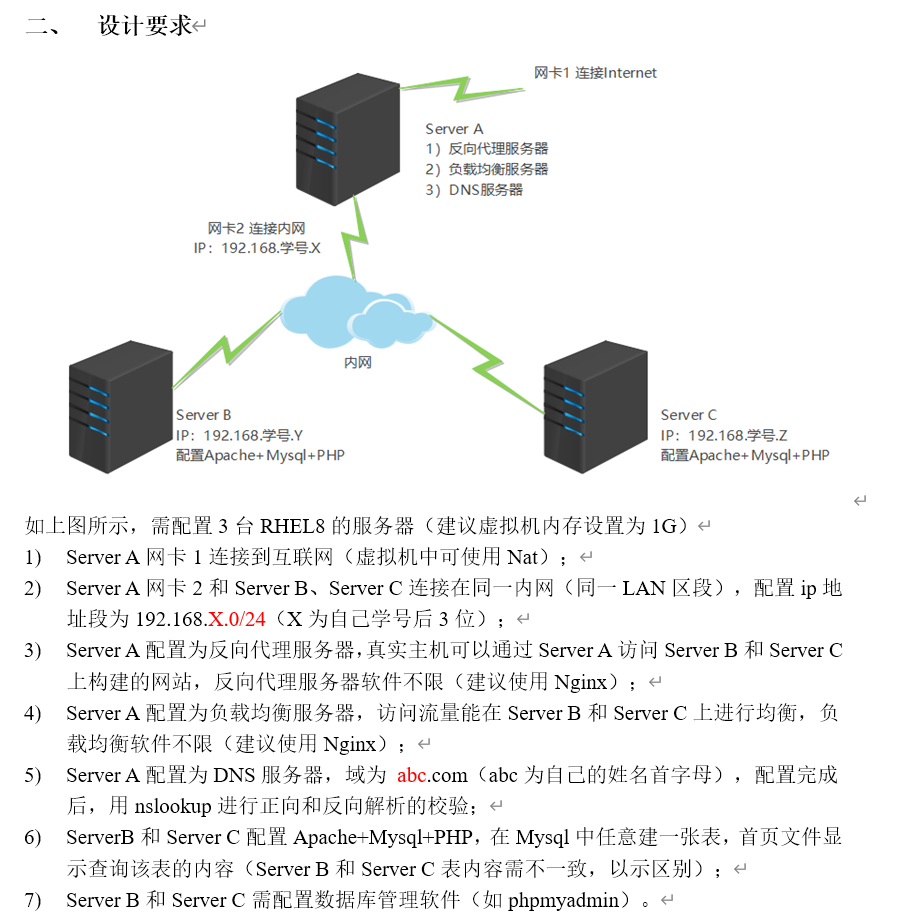 二、 设计要求
网卡1 连接Internet
Server A
1）反向代理服务器
2）负载均衡服务器
3）DNS服务器
网卡2 连接内网
IP：192.168.学号.X
内网
Server B
IP：192.168.学号.Y
配置Apache+Mysql+PHP
Server C
IP：192.168.学号.Z
配置Apache+Mysql+PHP
如上图所示，需配置 3 台 RHEL8 的服务器（建议虚拟机内存设置为 1G）
1) Server A 网卡 1 连接到互联网（虚拟机中可使用 Nat）；
2) Server A 网卡 2 和 Server B、Server C 连接在同一内网（同一 LAN 区段），配置 ip 地
址段为 192.168.X.0/24（X 为自己学号后 3 位）；
3) Server A 配置为反向代理服务器，真实主机可以通过 Server A 访问 Server B 和 Server C
上构建的网站，反向代理服务器软件不限（建议使用 Nginx）；
4) Server A 配置为负载均衡服务器，访问流量能在 Server B 和 Server C 上进行均衡，负
载均衡软件不限（建议使用 Nginx）；
5) Server A 配置为 DNS 服务器，域为 abc.com（abc 为自己的姓名首字母），配置完成
后，用 nslookup 进行正向和反向解析的校验；
6) ServerB 和 Server C 配置 Apache+Mysql+PHP，在 Mysql 中任意建一张表，首页文件显
示查询该表的内容（Server B 和 Server C 表内容需不一致，以示区别）；
7) Server B 和 Server C 需配置数据库管理软件（如 phpmyadmin）。